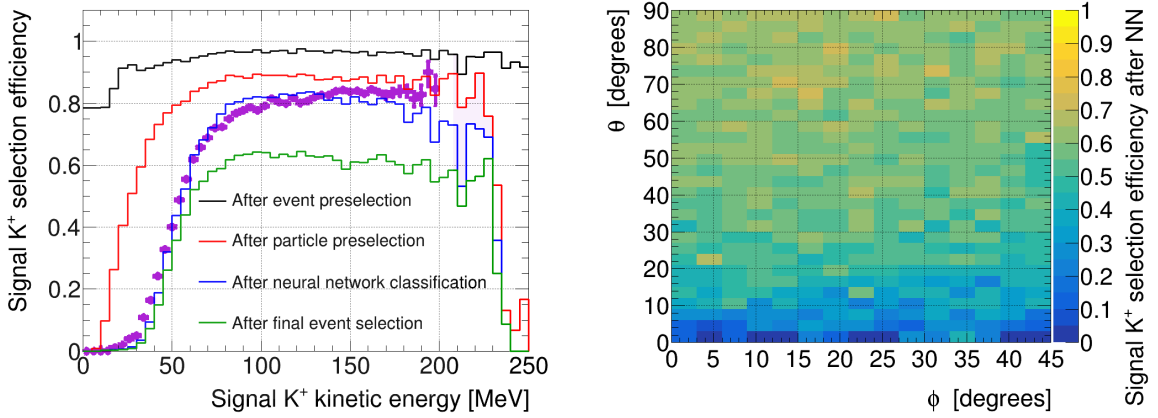 Signal K⁺ selection efficiency
1
0.8
0.6
0.4
0.2
0
After event preselection
After particle preselection
After neural network classification
After final event selection
0 50 100 150 200 250
Signal K⁺ kinetic energy [MeV]
θ [degrees]
90
80
70
60
50
40
30
20
10
0
0 5 10 15 20 25 30 35 40 45
ϕ [degrees]
1
0.9
0.8
0.7
0.6
0.5
0.4
0.3
0.2
0.1
0
Signal K⁺ selection efficiency after NN